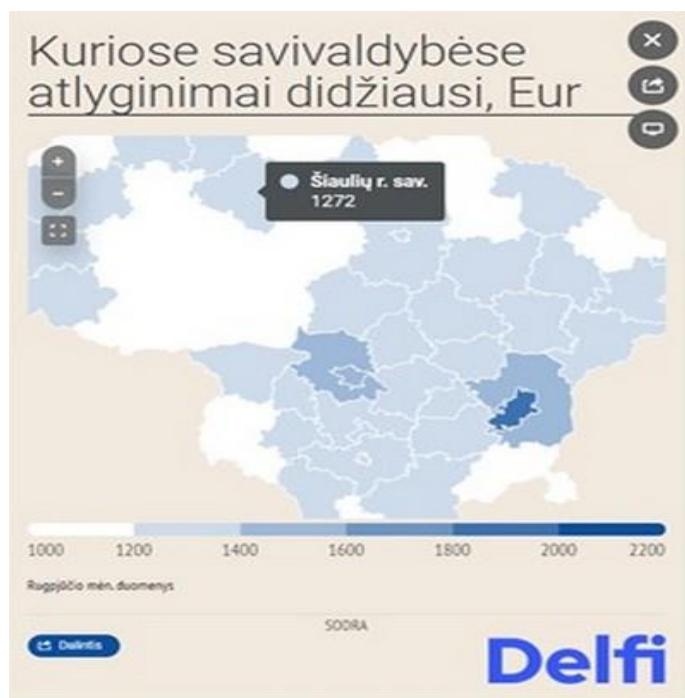 Kuriose savivaldybėse
atlyginimai didžiausi, Eur
Šiaulių r. sav.
1272
1000 1200 1400 1600 1800 2000 2200
Rugpjūčio mėn. duomenys
SODRA
Dalintis
Delfi